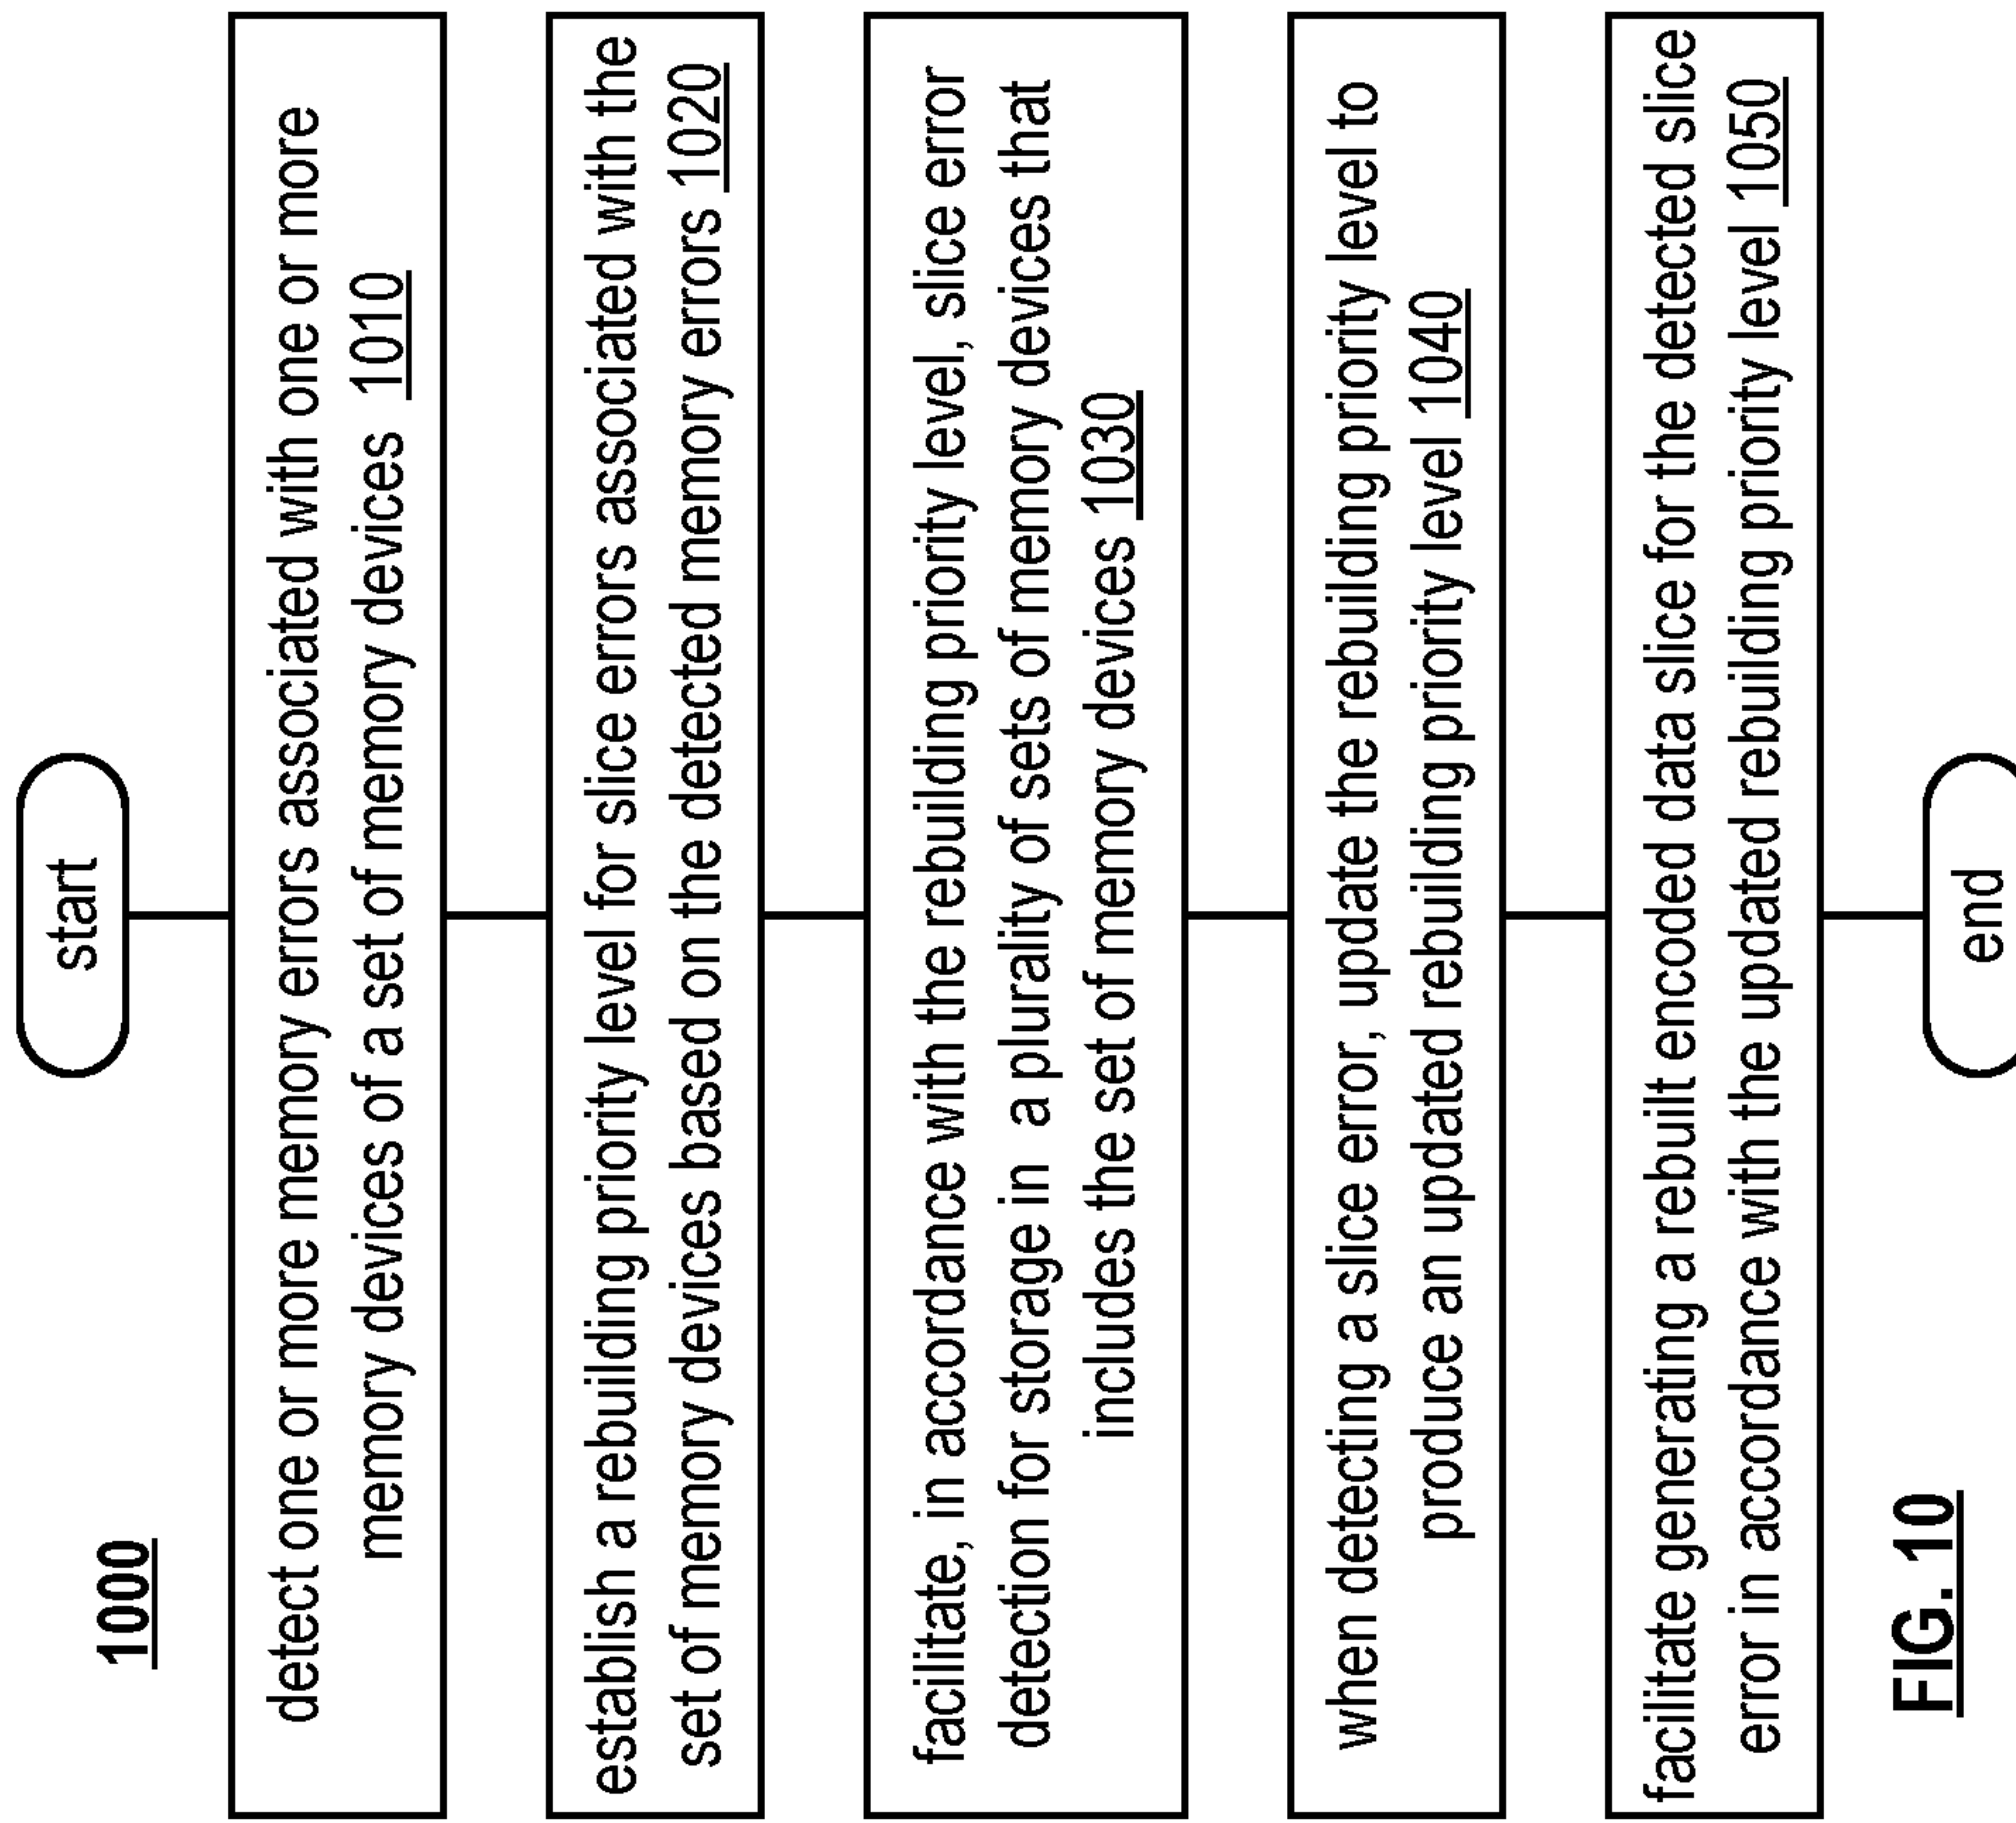 1000
start
detect one or more memory errors associated with one or more
memory devices of a set of memory devices 1010
establish a rebuilding priority level for slice errors associated with the
set of memory devices based on the detected memory errors 1020
facilitate, in accordance with the rebuilding priority level, slice error
detection for storage in a plurality of sets of memory devices that
includes the set of memory devices 1030
when detecting a slice error, update the rebuilding priority level to
produce an updated rebuilding priority level 1040
facilitate generating a rebuilt encoded data slice for the detected slice
error in accordance with the updated rebuilding priority level 1050
end
FIG. 10